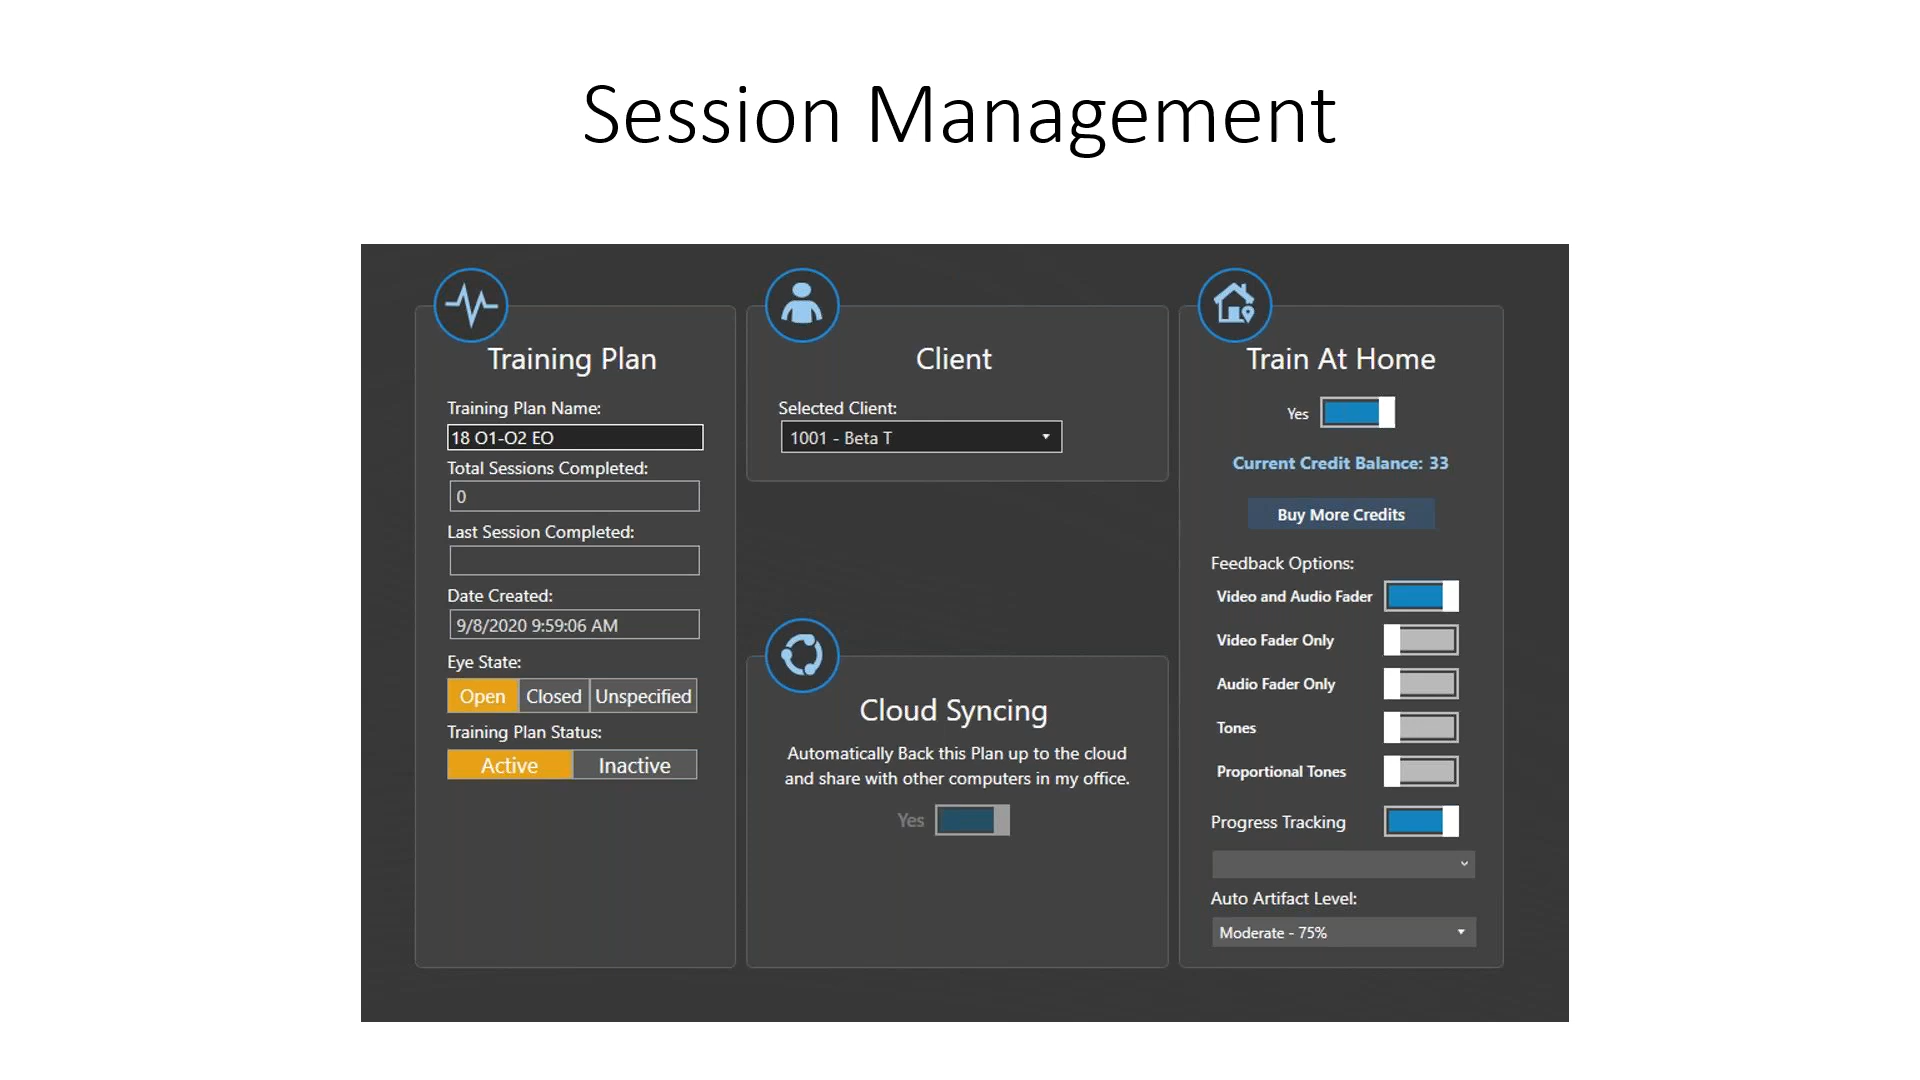 Session Management
Training Plan
Training Plan Name:
18 O1-O2 EO
Total Sessions Completed:
0
Last Session Completed:
Date Created:
9/8/2020 9:59:06 AM
Eye State:
Open Closed Unspecified
Training Plan Status:
Active Inactive
Client
Selected Client:
1001 - Beta T
Cloud Syncing
Automatically Back this Plan up to the cloud
and share with other computers in my office.
Yes
Train At Home
Yes
Current Credit Balance: 33
Buy More Credits
Feedback Options:
Video and Audio Fader
Video Fader Only
Audio Fader Only
Tones
Proportional Tones
Progress Tracking
Auto Artifact Level:
Moderate - 75%